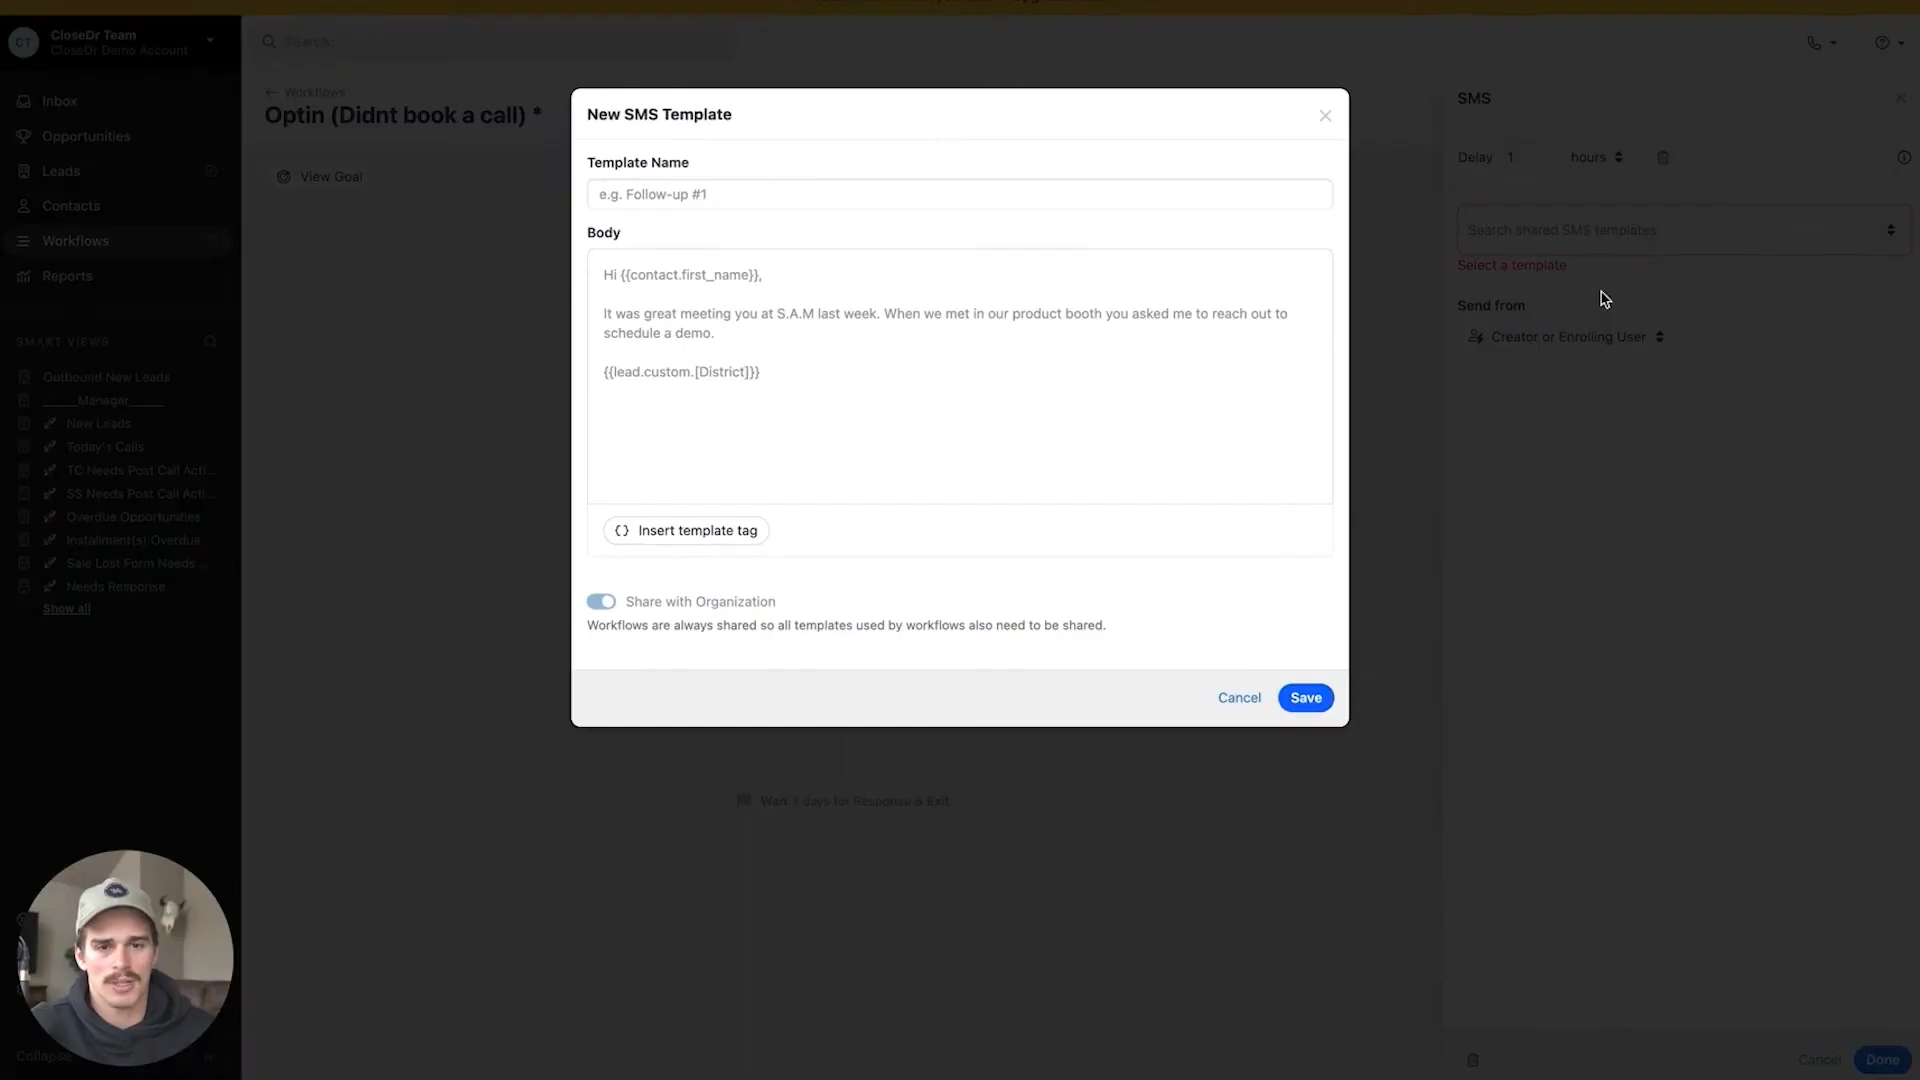 CT
CloseDr Team
CloseDr Demo Account
Search
Inbox
Opportunities
Leads
Contacts
Workflows
Reports
SMART VIEWS
Outbound New Leads
_____Manager_____
New Leads
Today's Calls
TC Needs Post Call Acti...
SS Needs Post Call Acti...
Overdue Opportunities
Installment(s) Overdue
Sale Lost Form Needs ...
Needs Response
Show all
Collapse
← Workflows
Optin (Didnt book a call) *
View Goal
Wait 3 days for Response & Exit
New SMS Template
Template Name
e.g. Follow-up #1
Body
Hi {{contact.first_name}},
It was great meeting you at S.A.M last week. When we met in our product booth you asked me to reach out to
schedule a demo.
{{lead.custom.[District]}}
{} Insert template tag
Share with Organization
Workflows are always shared so all templates used by workflows also need to be shared.
Cancel
Save
SMS
Delay 1 hours
Search shared SMS templates
Select a template
Send from
Creator or Enrolling User
Cancel
Done